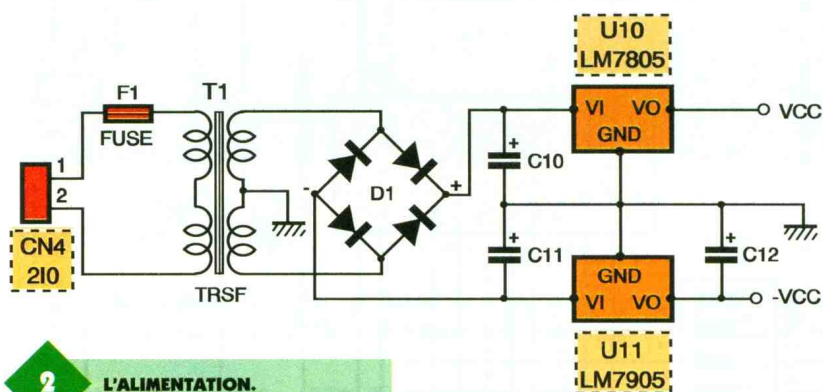 U10
LM7805
F1
T1
FUSE
VI VO
GND
VCC
1
2
+
C10
- D1 +
CN4
2I0
+
C11
+
C12
GND
VI VO
-VCC
TRSF
U11
LM7905
2 L'ALIMENTATION.